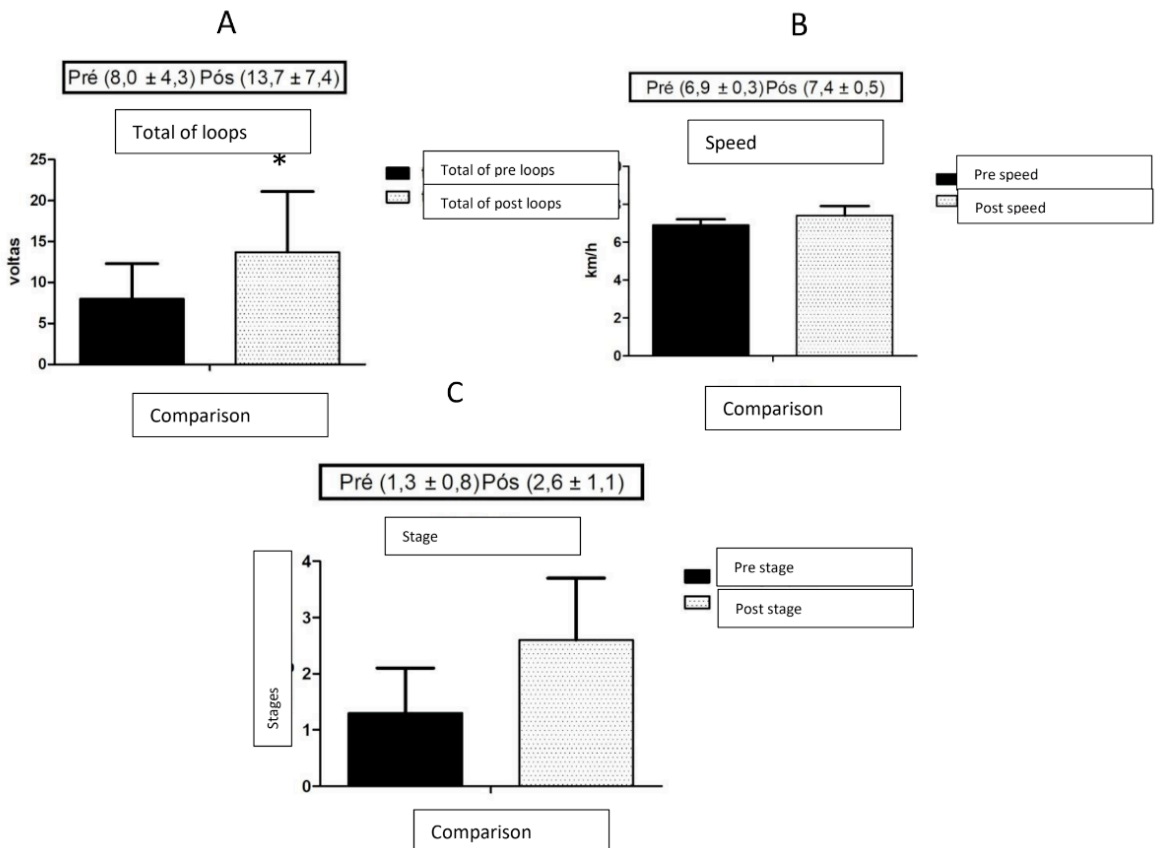 A
Pré (8,0 ± 4,3) Pós (13,7 ± 7,4)
Total of loops
*
25
20
15
10
5
0
voltas
Total of pre loops
Total of post loops
Comparison
B
Pré (6,9 ± 0,3) Pós (7,4 ± 0,5)
Speed
6
4
2
0
km/h
Pre speed
Post speed
Comparison
C
Pré (1,3 ± 0,8) Pós (2,6 ± 1,1)
Stage
4
3
2
1
0
Stages
Pre stage
Post stage
Comparison